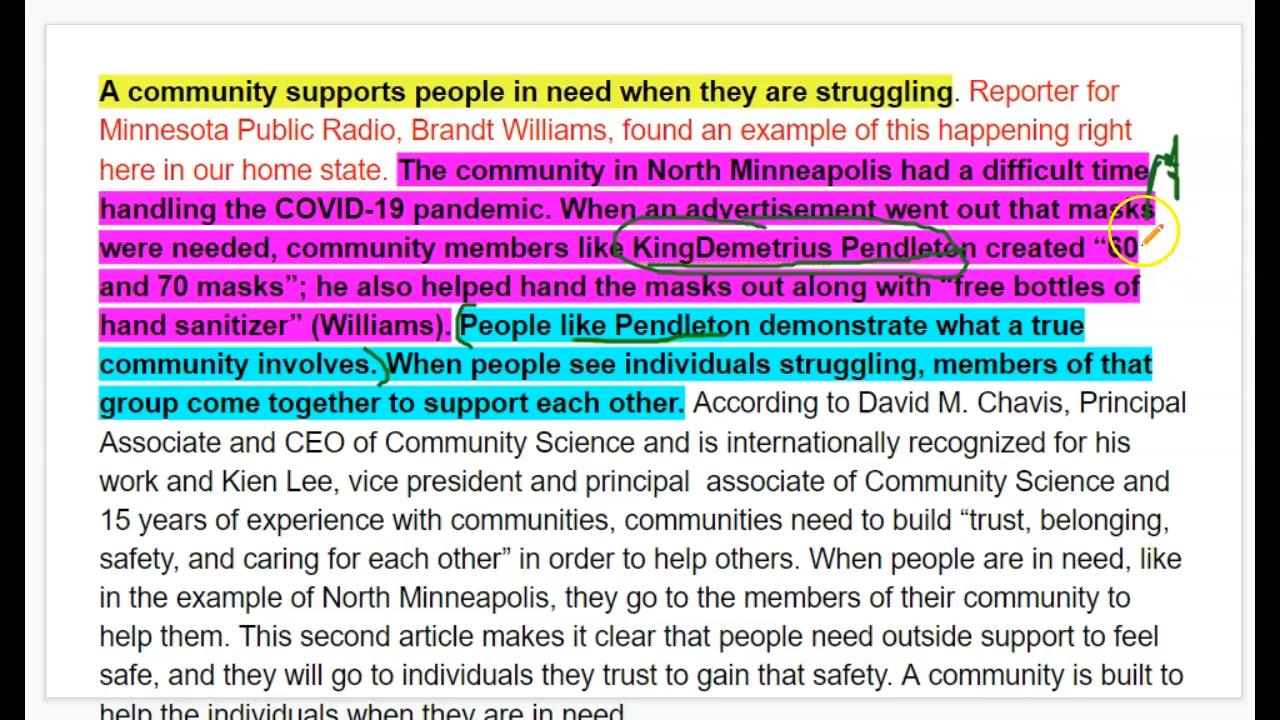 A community supports people in need when they are struggling. Reporter for
Minnesota Public Radio, Brandt Williams, found an example of this happening right
here in our home state. The community in North Minneapolis had a difficult time
handling the COVID-19 pandemic. When an advertisement went out that masks
were needed, community members like KingDemetrius Pendleton created “60
and 70 masks”; he also helped hand the masks out along with “free bottles of
hand sanitizer” (Williams). People like Pendleton demonstrate what a true
community involves. When people see individuals struggling, members of that
group come together to support each other. According to David M. Chavis, Principal
Associate and CEO of Community Science and is internationally recognized for his
work and Kien Lee, vice president and principal  associate of Community Science and
15 years of experience with communities, communities need to build “trust, belonging,
safety, and caring for each other” in order to help others. When people are in need, like
in the example of North Minneapolis, they go to the members of their community to
help them. This second article makes it clear that people need outside support to feel
safe, and they will go to individuals they trust to gain that safety. A community is built to
help the individuals when they are in need.